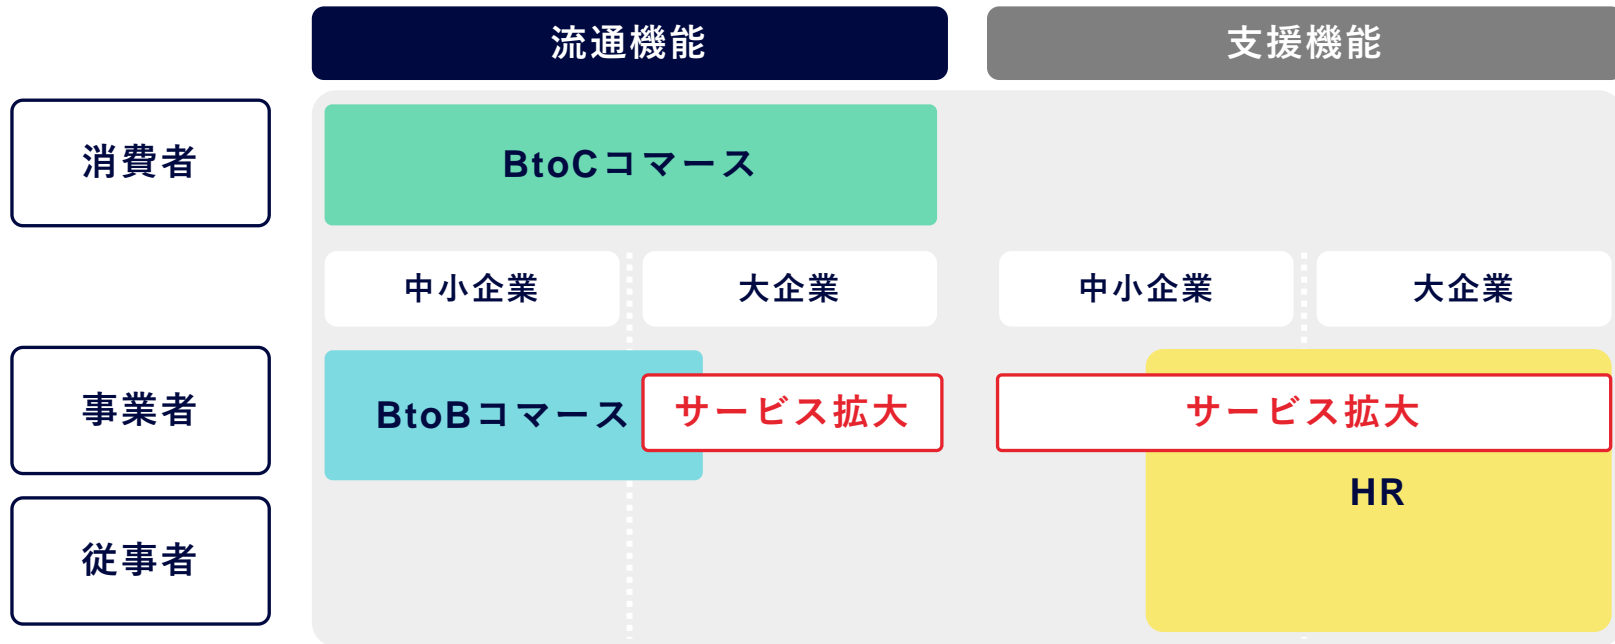 流通機能
支援機能
消費者
BtoCコマース
中小企業
大企業
中小企業
大企業
事業者
BtoBコマース
サービス拡大
サービス拡大
HR
従事者